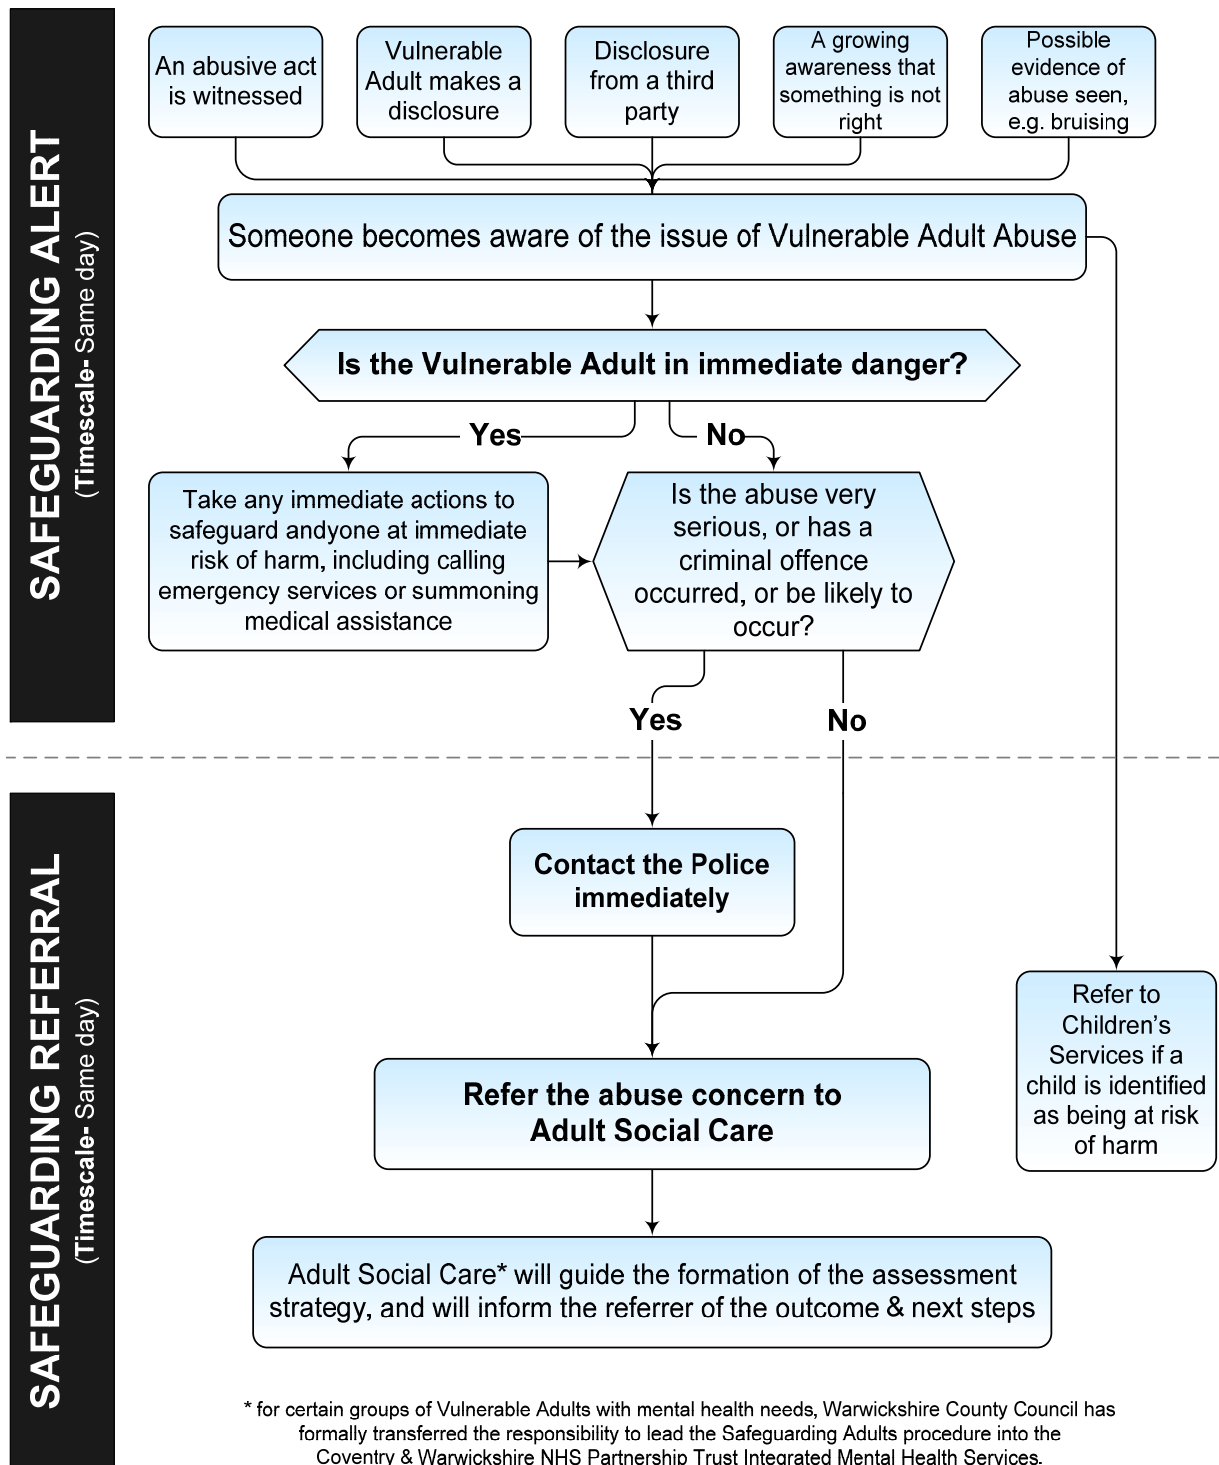 SAFEGUARDING ALERT
(Timescale- Same day)
An abusive act
is witnessed
Vulnerable
Adult makes a
disclosure
Disclosure
from a third
party
A growing
awareness that
something is not
right
Possible
evidence of
abuse seen,
e.g. bruising
Someone becomes aware of the issue of Vulnerable Adult Abuse
Is the Vulnerable Adult in immediate danger?
Yes
No
Take any immediate actions to
safeguard andyone at immediate
risk of harm, including calling
emergency services or summoning
medical assistance
Is the abuse very
serious, or has a
criminal offence
occurred, or be likely to
occur?
Yes
No
SAFEGUARDING REFERRAL
(Timescale- Same day)
Contact the Police
immediately
Refer to
Children's
Services if a
child is identified
as being at risk
of harm
Refer the abuse concern to
Adult Social Care
Adult Social Care* will guide the formation of the assessment
strategy, and will inform the referrer of the outcome & next steps
* for certain groups of Vulnerable Adults with mental health needs, Warwickshire County Council has
formally transferred the responsibility to lead the Safeguarding Adults procedure into the
Coventry & Warwickshire NHS Partnership Trust Integrated Mental Health Services.